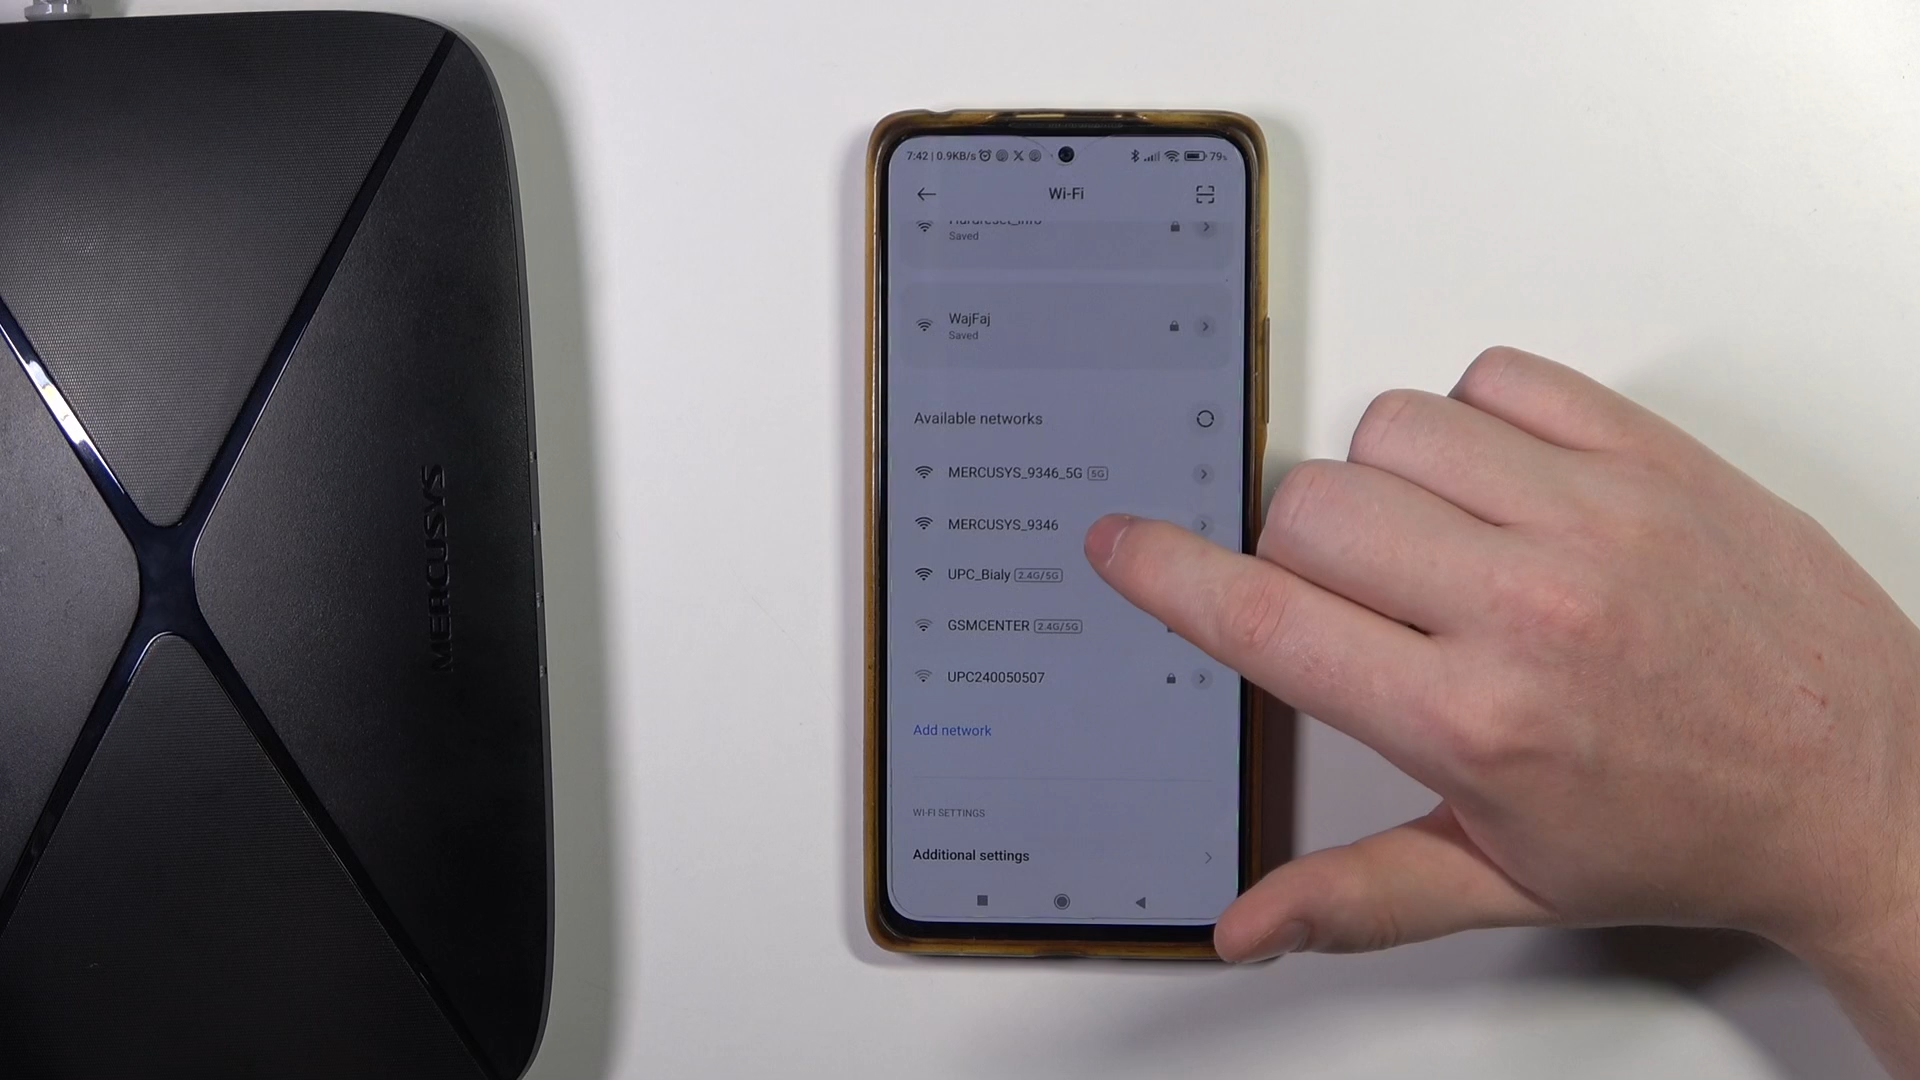 MERCUSYS
7:42 | 0.9KB/s
79%
Wi-Fi
Saved
WajFaj
Saved
Available networks
MERCUSYS_9346_5G 5G
MERCUSYS_9346
UPC_Bialy 2.4G/5G
GSMCENTER 2.4G/5G
UPC240050507
Add network
WI-FI SETTINGS
Additional settings